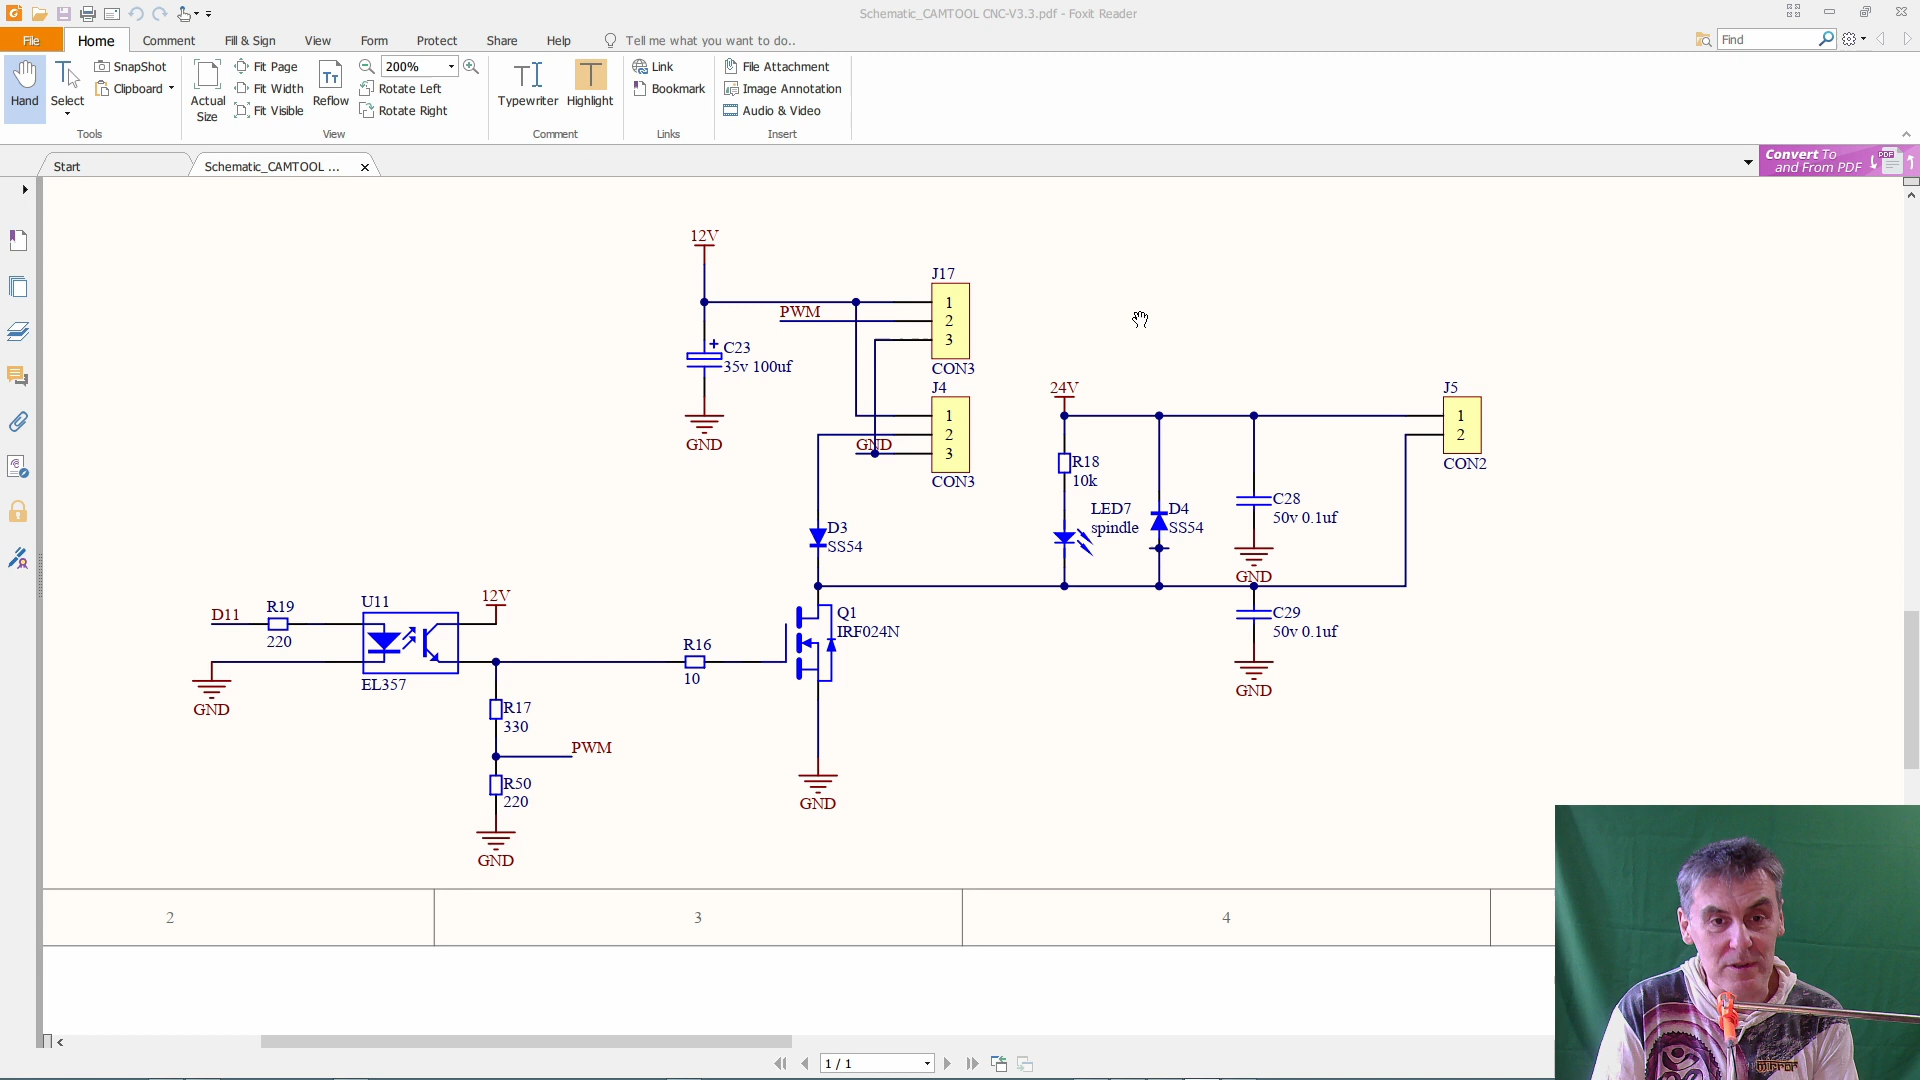 Schematic_CAMTOOL CNC-V3.3.pdf - Foxit Reader
File Home Comment Fill & Sign View Form Protect Share Help Tell me what you want to do.. Find
Hand
Select
SnapShot
Clipboard
Tools
Actual
Size
Fit Page
Fit Width
Fit Visible
Reflow
200%
Rotate Left
Rotate Right
View
Typewriter
Highlight
Comment
Link
Bookmark
Links
File Attachment
Image Annotation
Audio & Video
Insert
Start
Schematic_CAMTOOL ...
Convert To
and From PDF
PDF
12V
J17
PWM
1
2
3
C23
35v 100uf
CON3
J4
GND
1
2
3
GND
CON3
24V
J5
1
2
CON2
R18
10k
LED7
spindle
D4
SS54
C28
50v 0.1uf
GND
D3
SS54
C29
50v 0.1uf
GND
D11
R19
220
U11
12V
EL357
GND
R16
10
Q1
IRF024N
R17
330
PWM
R50
220
GND
GND
2 3 4
1 / 1